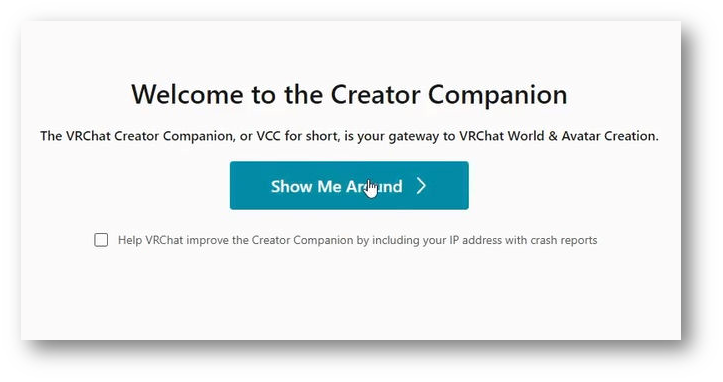 Welcome to the Creator Companion
The VRChat Creator Companion, or VCC for short, is your gateway to VRChat World & Avatar Creation.
Show Me Around
Help VRChat improve the Creator Companion by including your IP address with crash reports